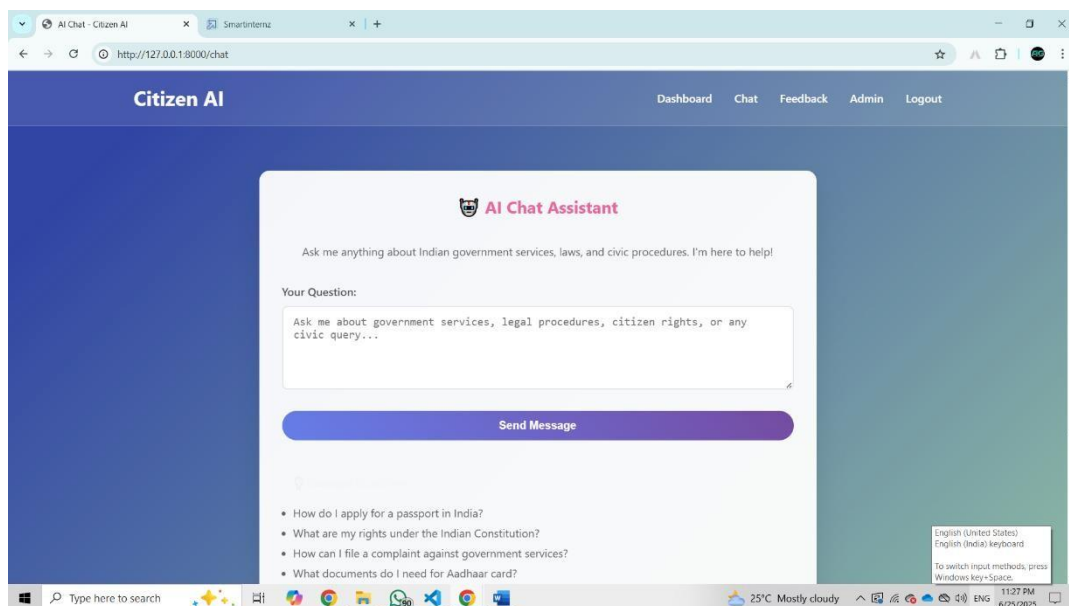 AI Chat - Citizen AI
Smartinternz
http://127.0.0.1:8000/chat
Citizen AI
Dashboard Chat Feedback Admin Logout
AI Chat Assistant
Ask me anything about Indian government services, laws, and civic procedures. I'm here to help!
Your Question:
Ask me about government services, legal procedures, citizen rights, or any
civic query...
Send Message
• How do I apply for a passport in India?
• What are my rights under the Indian Constitution?
• How can I file a complaint against government services?
• What documents do I need for Aadhaar card?
English (United States)
English (India) keyboard
To switch input methods, press
Windows key+Space.
Type here to search
90
25°C Mostly cloudy
ENG
11:27 PM
6/25/2025